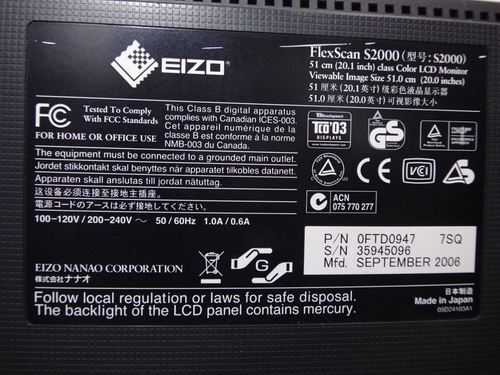 EIZO
FlexScan S2000 (型号: S2000)
51 cm (20.1 inch) class Color LCD Monitor
Viewable Image Size 51.0 cm (20.0 inches)
51 厘米 (20.1英寸) 级彩色液晶显示器
51.0 厘米 (20.0英寸) 可视影像大小
FC
Tested To Comply
With FCC Standards
FOR HOME OR OFFICE USE
This Class B digital apparatus
complies with Canadian ICES-003.
Cet appareil numérique de la
classe B est conforme à la norme
NMB-003 du Canada.
TCO'03
DISPLAYS
GS
The equipment must be connected to a grounded main outlet.
Jordet stikkontakt skal benyttes når apparatet tilkobles datanett.
Apparaten skall anslutas till jordat nätuttag.
这设备必须连接至接地主插座。
電源コードのアースは必ず接地してください。
100-120V / 200-240V ～ 50 / 60Hz 1.0A / 0.6A
CE
VCI
ACN
075 770 277
P/N 0FTD0947 7SQ
S/N 35945096
Mfd. SEPTEMBER 2006
EIZO NANAO CORPORATION
株式会社ナナオ
G
Follow local regulation or laws for safe disposal.
The backlight of the LCD panel contains mercury.
日本制造
Made in Japan
05D24103A1